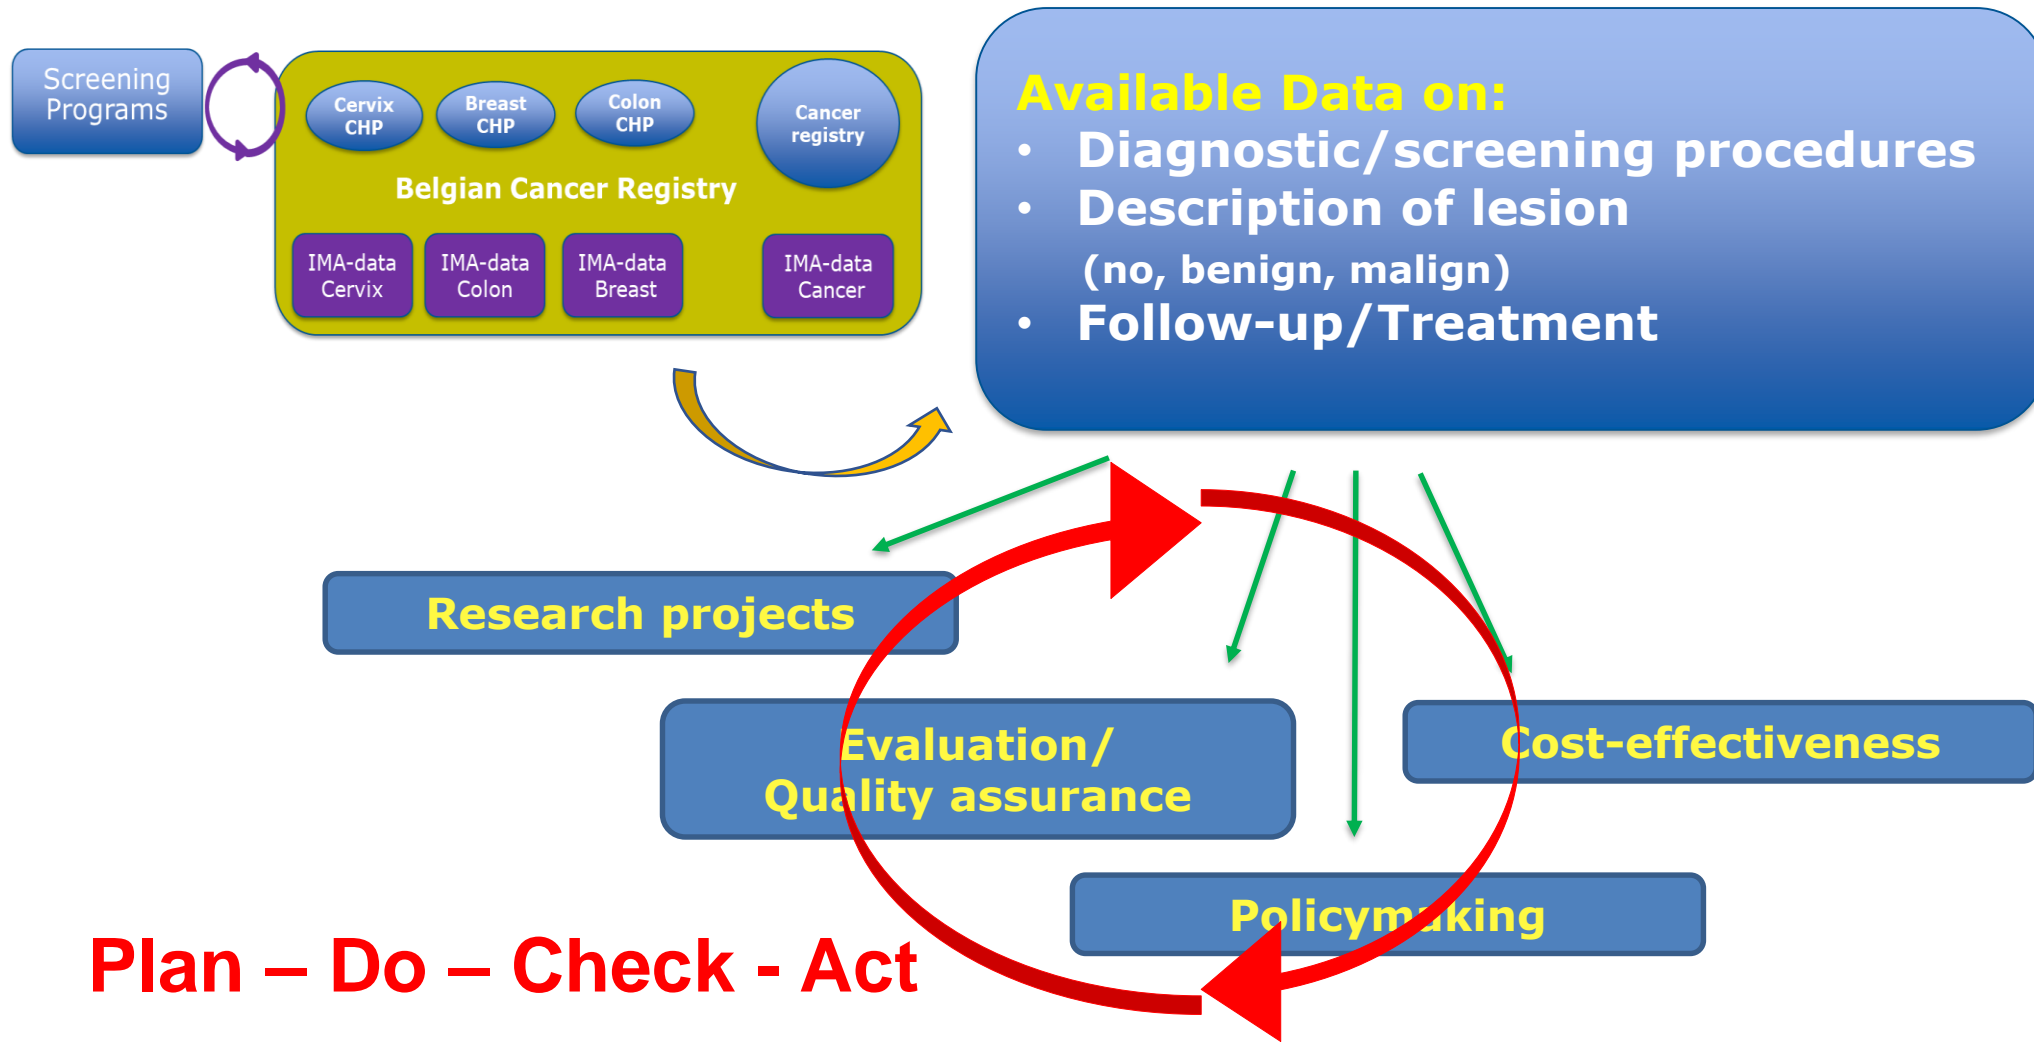 Screening
Programs
Cervix
CHP
Breast
CHP
Colon
CHP
Cancer
registry
Belgian Cancer Registry
IMA-data
Cervix
IMA-data
Colon
IMA-data
Breast
IMA-data
Cancer
Available Data on:
• Diagnostic/screening procedures
• Description of lesion
(no, benign, malign)
• Follow-up/Treatment
Research projects
Evaluation/
Quality assurance
Cost-effectiveness
Policymaking
Plan – Do – Check - Act